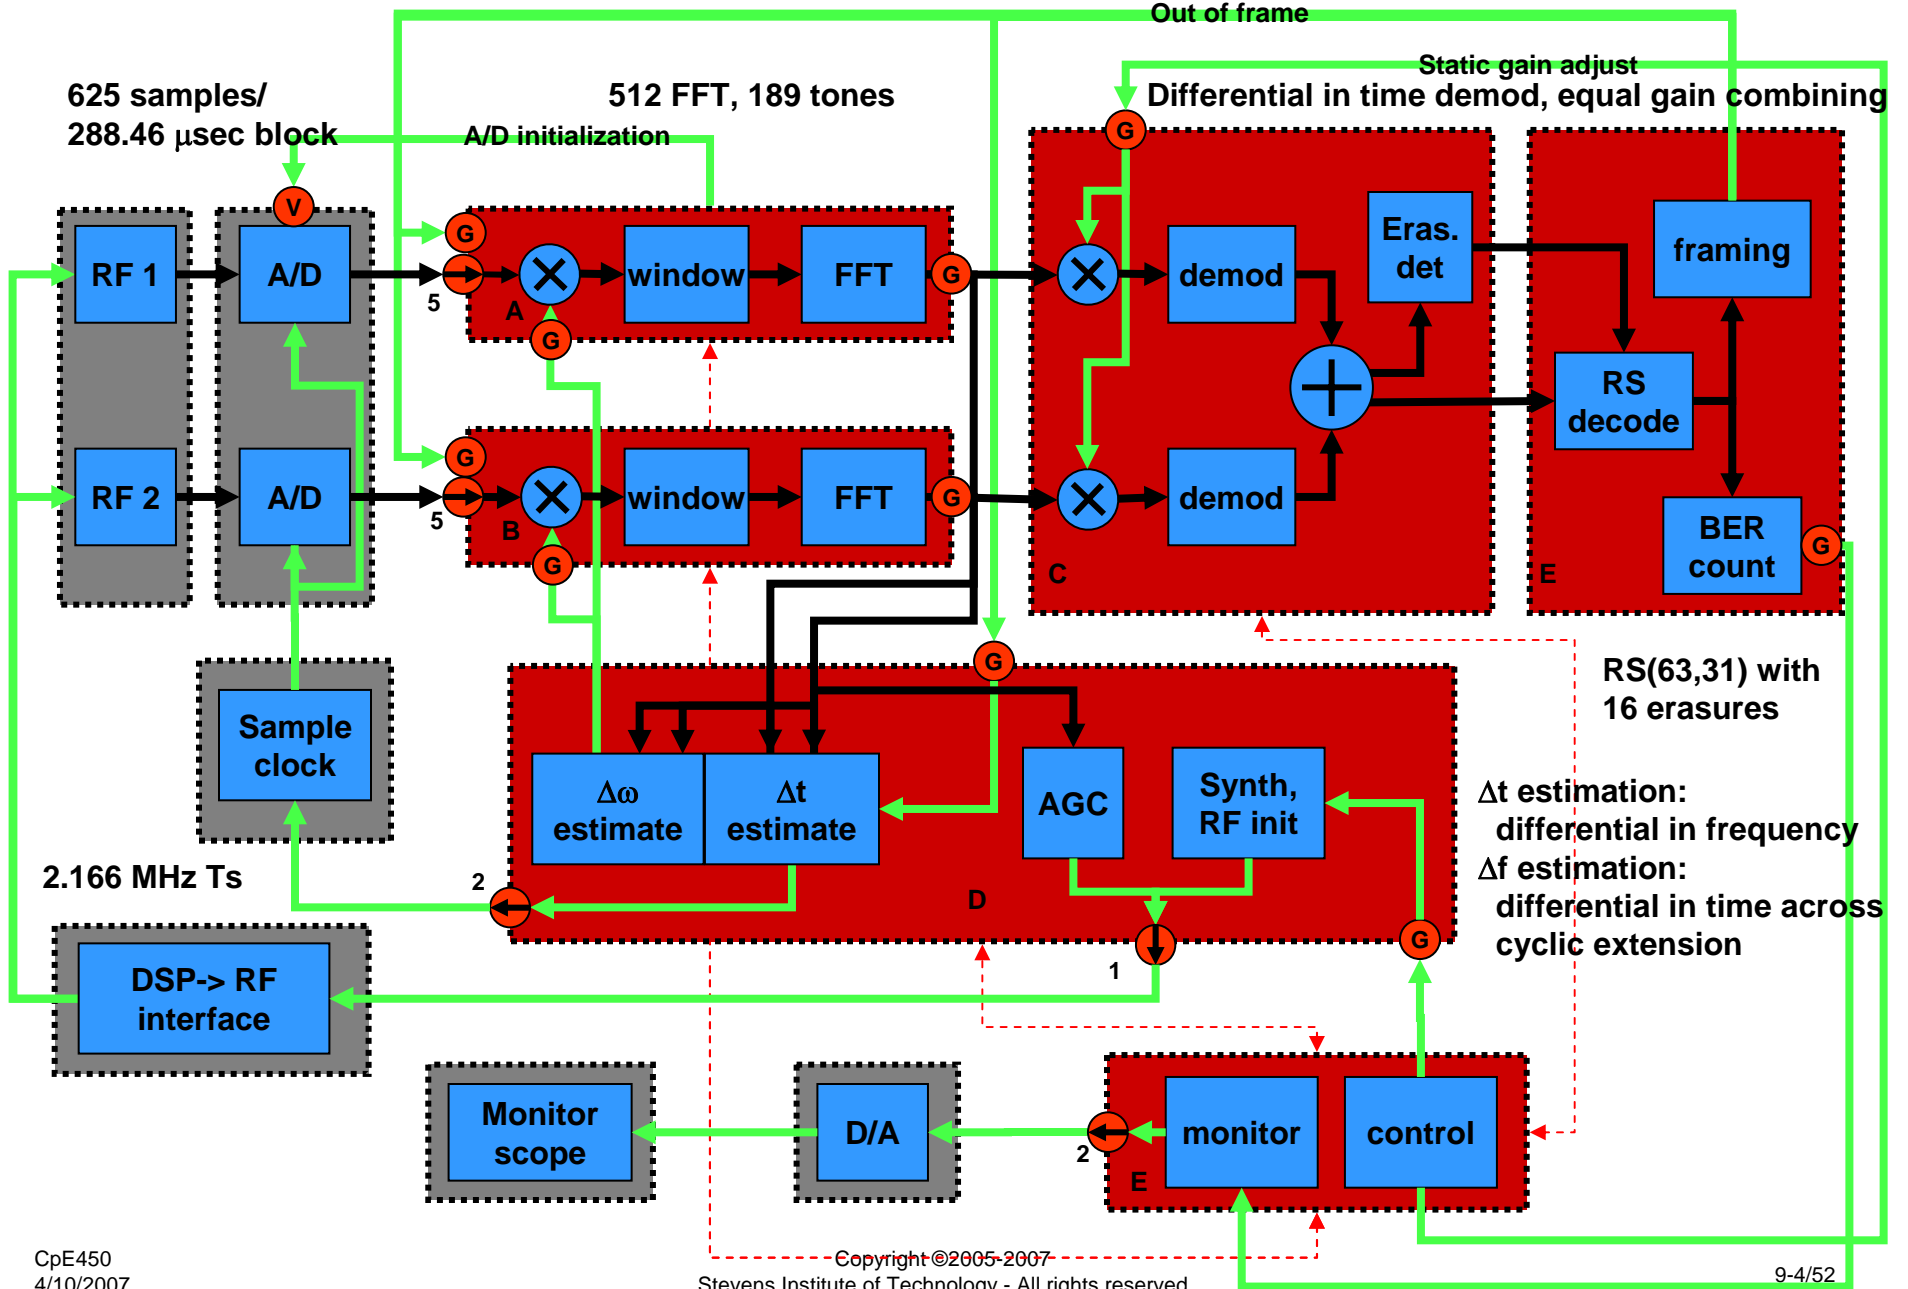 Out of frame
Static gain adjust
625 samples/
288.46 μsec block
512 FFT, 189 tones
Differential in time demod, equal gain combining
A/D initialization
G
V
G
G
RF 1
A/D
5
A
window
FFT
G
demod
Eras.
det
framing
G
RS
decode
G
RF 2
A/D
5
B
window
FFT
G
demod
G
C
E
BER
count
G
G
RS(63,31) with
16 erasures
Sample
clock
Δω
estimate
Δt
estimate
AGC
Synth,
RF init
Δt estimation:
differential in frequency
Δf estimation:
differential in time across
cyclic extension
2.166 MHz Ts
2
D
G
1
DSP-> RF
interface
Monitor
scope
D/A
2
E
monitor
control
CpE450
4/10/2007
Copyright ©2005-2007
Stevens Institute of Technology - All rights reserved
9-4/52